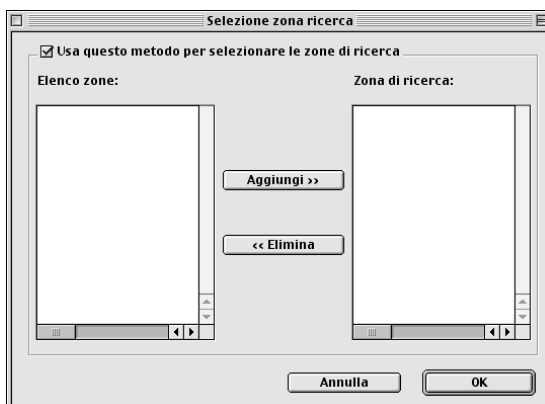 Selezione zona ricerca
Usa questo metodo per selezionare le zone di ricerca
Elenco zone:
Zona di ricerca:
Aggiungi >>
<< Elimina
Annulla
OK